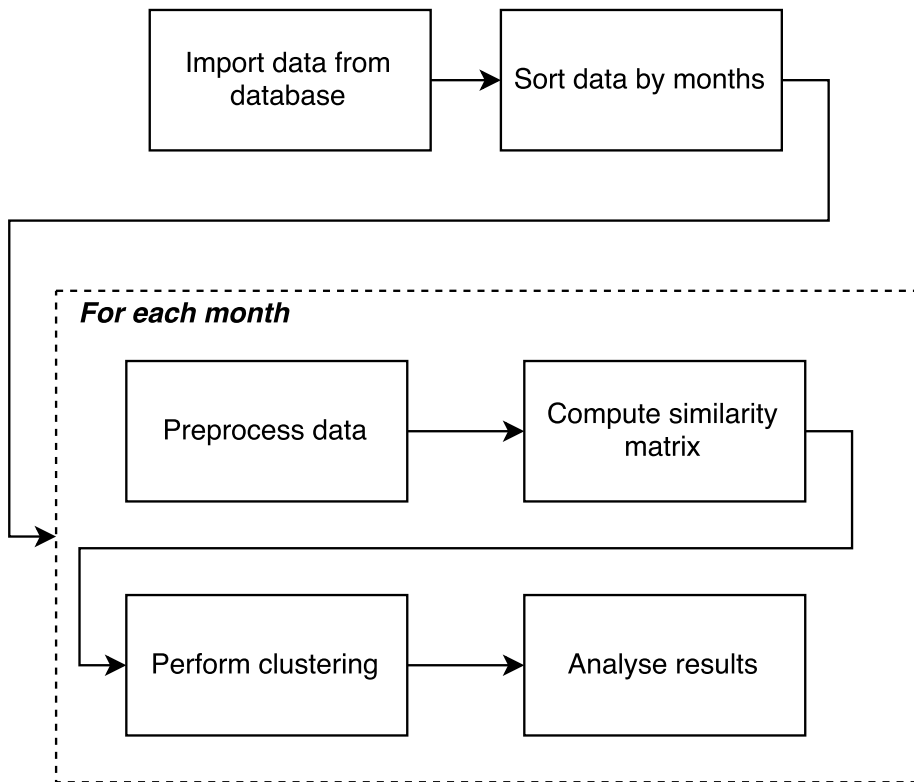 Import data from
database
Sort data by months
For each month
Preprocess data
Compute similarity
matrix
Perform clustering
Analyse results